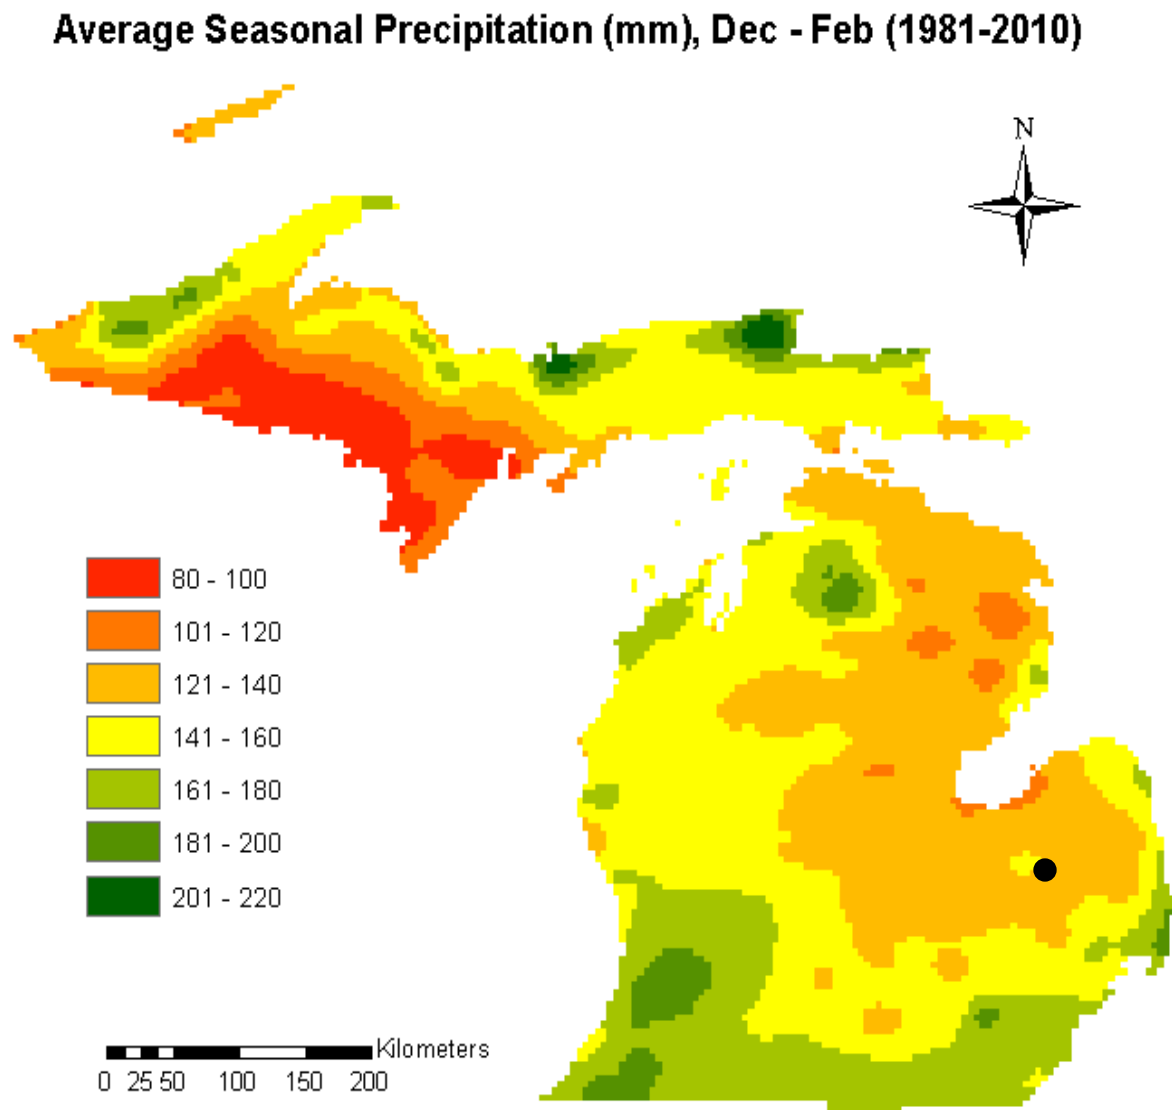 Average Seasonal Precipitation (mm), Dec - Feb (1981-2010)
N
80 - 100
101 - 120
121 - 140
141 - 160
161 - 180
181 - 200
201 - 220
Kilometers
0 25 50 100 150 200